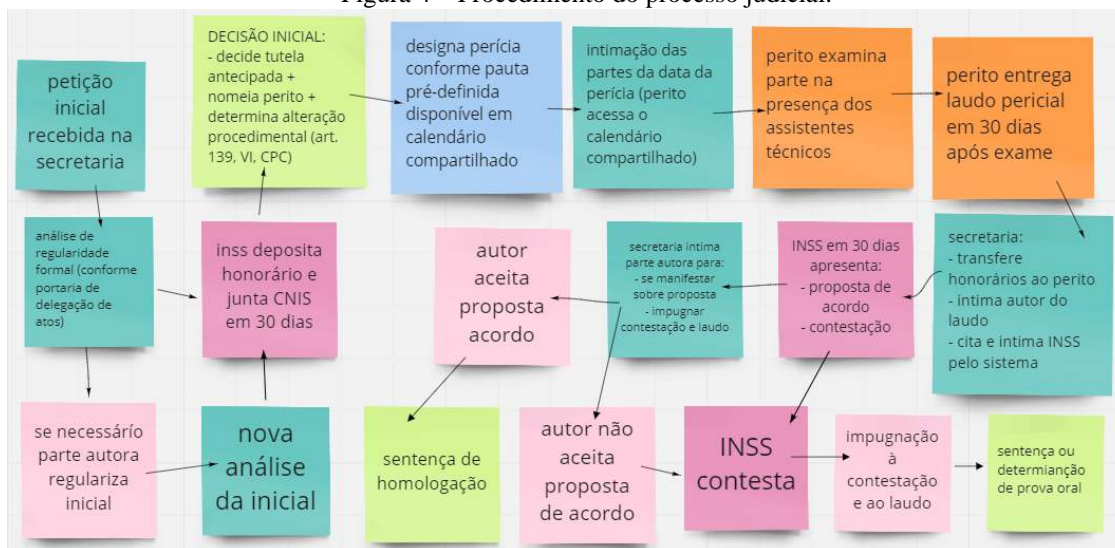 Figura 4 – Procedimento do processo judicial.
petição
inicial
recebida na
secretaria
DECISÃO INICIAL:
- decide tutela
antecipada +
nomeia perito +
determina alteração
procedimental (art.
139, VI, CPC)
designa perícia
conforme pauta
pré-definida
disponível em
calendário
compartilhado
intimação das
partes da data da
perícia (perito
acessa o
calendário
compartilhado)
perito examina
parte na
presença dos
assistentes
técnicos
perito entrega
laudo pericial
em 30 dias
após exame
análise de
regularidade
formal (conforme
portaria de
delegação de
atos)
inss deposita
honorário e
junta CNIS
em 30 dias
autor
aceita
proposta
acordo
secretaria intima
parte autora para:
- se manifestar
sobre proposta
- impugnar
contestação e laudo
INSS em 30 dias
apresenta:
- proposta de
acordo
- contestação
secretaria:
- transfere
honorários ao perito
- intima autor do
laudo
- cita e intima INSS
pelo sistema
se necessário
parte autora
regulariza
inicial
nova
análise
da inicial
sentença de
homologação
autor não
aceita
proposta
de acordo
INSS
contesta
impugnação
à
contestação
e ao laudo
sentença ou
determianção
de prova oral